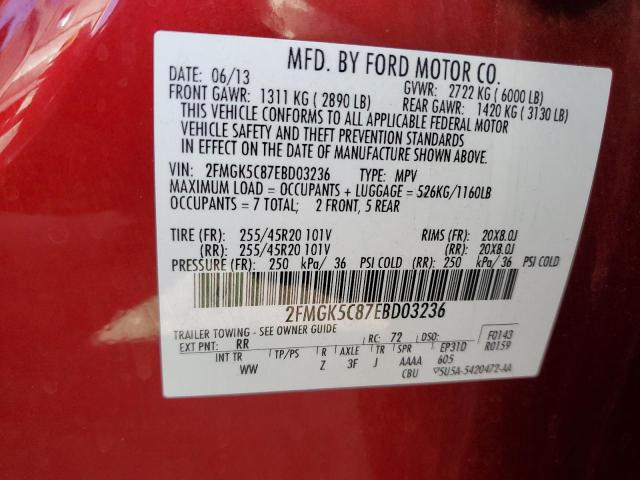 MFD. BY FORD MOTOR CO.
DATE: 06/13 GVWR: 2722 KG ( 6000 LB)
FRONT GAWR: 1311 KG ( 2890 LB) REAR GAWR: 1420 KG ( 3130 LB)
THIS VEHICLE CONFORMS TO ALL APPLICABLE FEDERAL MOTOR
VEHICLE SAFETY AND THEFT PREVENTION STANDARDS
IN EFFECT ON THE DATE OF MANUFACTURE SHOWN ABOVE.
VIN: 2FMGK5C87EBD03236 TYPE: MPV
MAXIMUM LOAD = OCCUPANTS + LUGGAGE = 526KG/1160LB
OCCUPANTS = 7 TOTAL: 2 FRONT, 5 REAR
TIRE (FR): 255/45R20 101V RIMS (FR): 20X8.0J
(RR): 255/45R20 101V (RR): 20X8.0J
PRESSURE (FR): 250 kPa/ 36 PSI COLD (RR): 250 kPa/ 36 PSI COLD
2FMGK5C87EBD03236
TRAILER TOWING - SEE OWNER GUIDE
EXT PNT: RR RC: 72 DSO: F0143
INT TR TP/PS R AXLE TR SPR EP31D R0159
WW Z 3F J AAAA 605
CBU 5U5A-5420472-AA